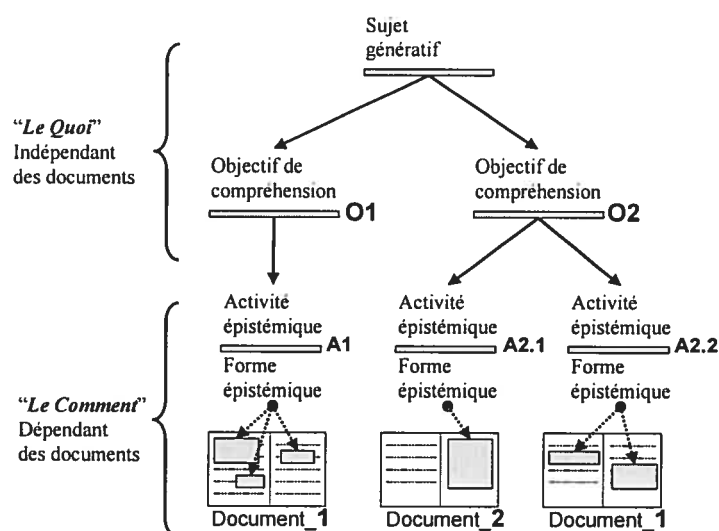 Sujet
génératif
“Le Quoi”
Indépendant
des documents
Objectif de
compréhension
O1
Objectif de
compréhension
O2
Activité
épistémique
A1
Forme
épistémique
Activité
épistémique
A2.1
Forme
épistémique
Activité
épistémique
A2.2
Forme
épistémique
“Le Comment”
Dépendant
des documents
Document_1
Document_2
Document_1